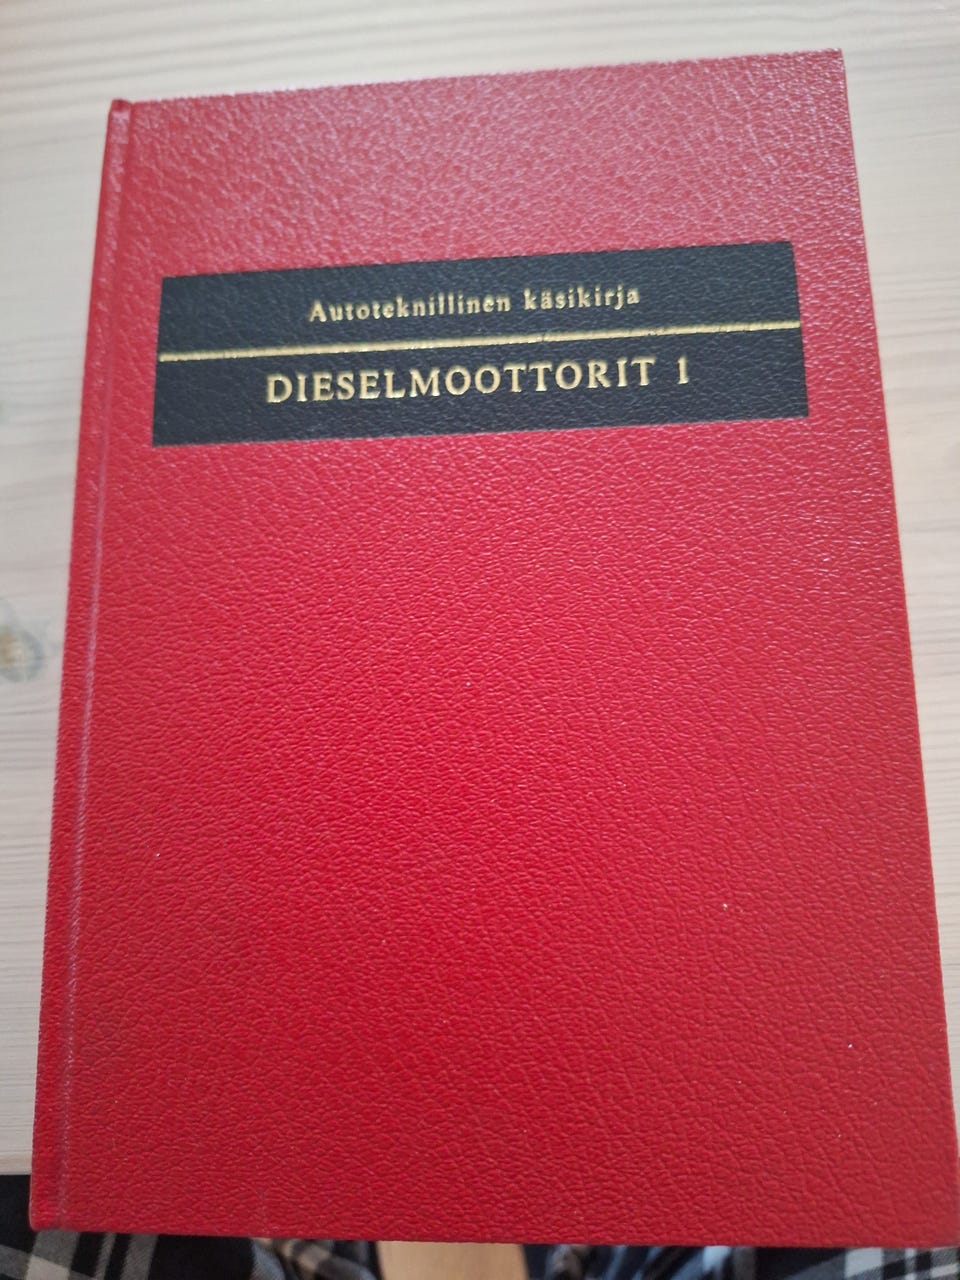 Autoteknillinen käsikirja
DIESELMOOTTORIT 1